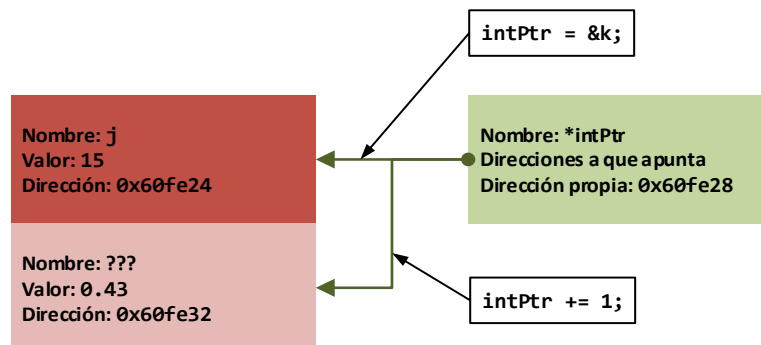 intPtr = &k;
Nombre: j
Valor: 15
Dirección: 0x60fe24
Nombre: *intPtr
Direcciones a que apunta
Dirección propia: 0x60fe28
Nombre: ???
Valor: 0.43
Dirección: 0x60fe32
intPtr += 1;